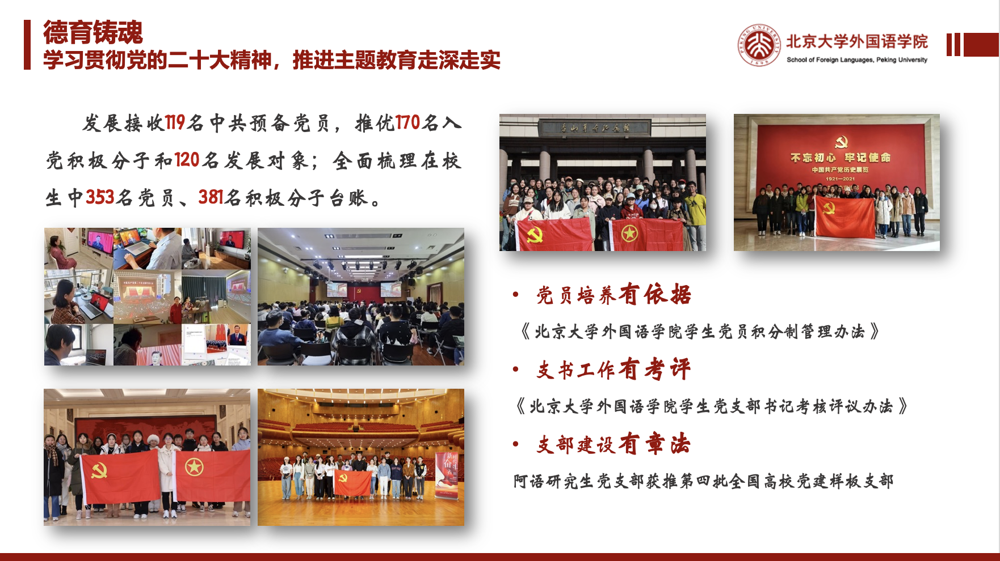 德育铸魂
学习贯彻党的二十大精神，推进主题教育走深走实
北京大学外国语学院
School of Foreign Languages, Peking University
PEKING UNIVERSITY
1898
发展接收119名中共预备党员，推优170名入
党积极分子和120名发展对象；全面梳理在校
生中353名党员、381名积极分子台账。
香山革命纪念馆
不忘初心 牢记使命
中国共产党历史展览
1921—2021
• 党员培养有依据
《北京大学外国语学院学生党员积分制管理办法》
• 支书工作有考评
《北京大学外国语学院学生党支部书记考核评议办法》
• 支部建设有章法
阿语研究生党支部获推第四批全国高校党建样板支部